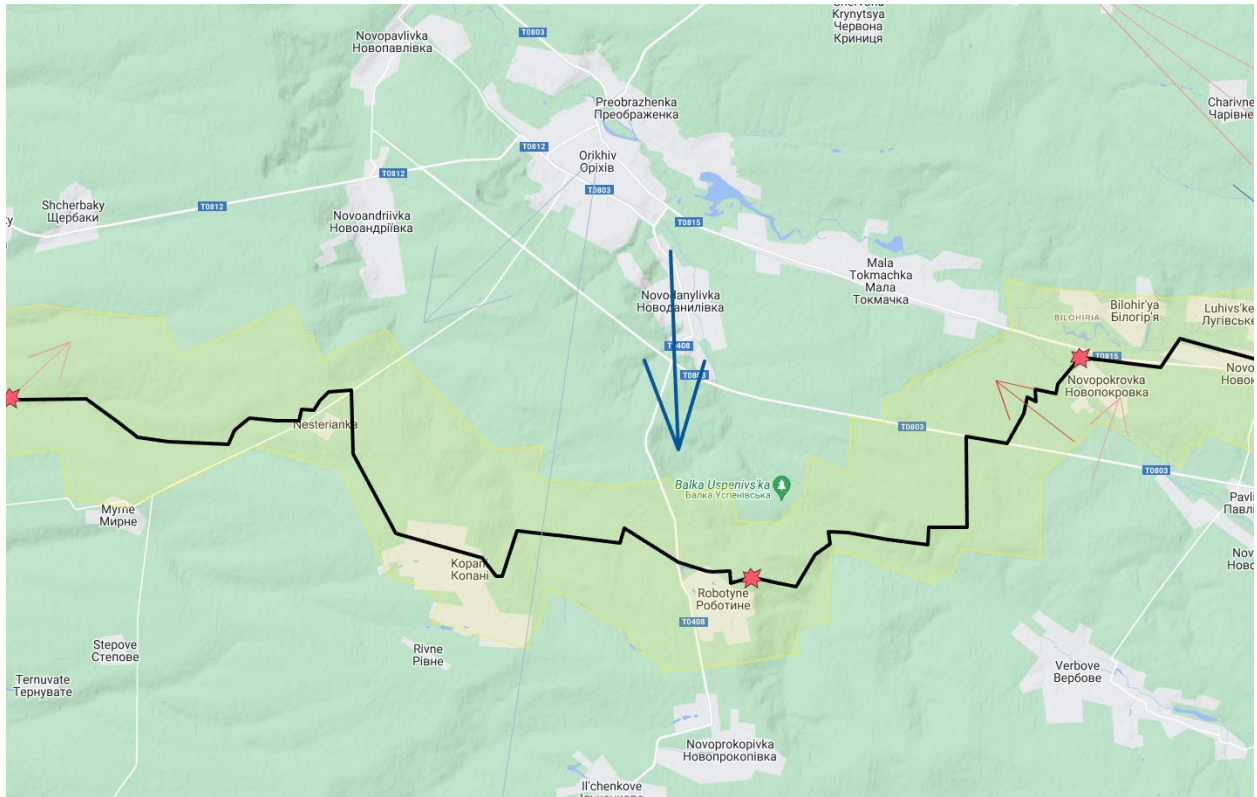 Krynytsya
Червона
Криниця
Novopavlivka
Новопавлівка
T0803
Preobrazhenka
Преображенка
Charivne
Чарівне
T0812
Orikhiv
Оріхів
T0812
T0803
Shcherbaky
Щербаки
T0812
Novoandriivka
Новоандріївка
T0815
Mala
Tokmachka
Мала
Токмачка
Novodanylivka
Новоданилівка
Bilohir'ya
Білогір'я
BILOHIRIA
Luhivs'ke
Лугівське
T0408
T0815
T0803
Novopokrovka
Новопокровка
Nesterianka
T0803
T0803
Balka Uspenivs'ka
Балка Успенівська
Myrne
Мирне
Kopani
Копані
Robotyne
Роботине
T0408
Stepove
Степове
Rivne
Рівне
Ternuvate
Тернувате
Verbove
Вербове
Novoprokopivka
Новопрокопівка
Il'chenkove